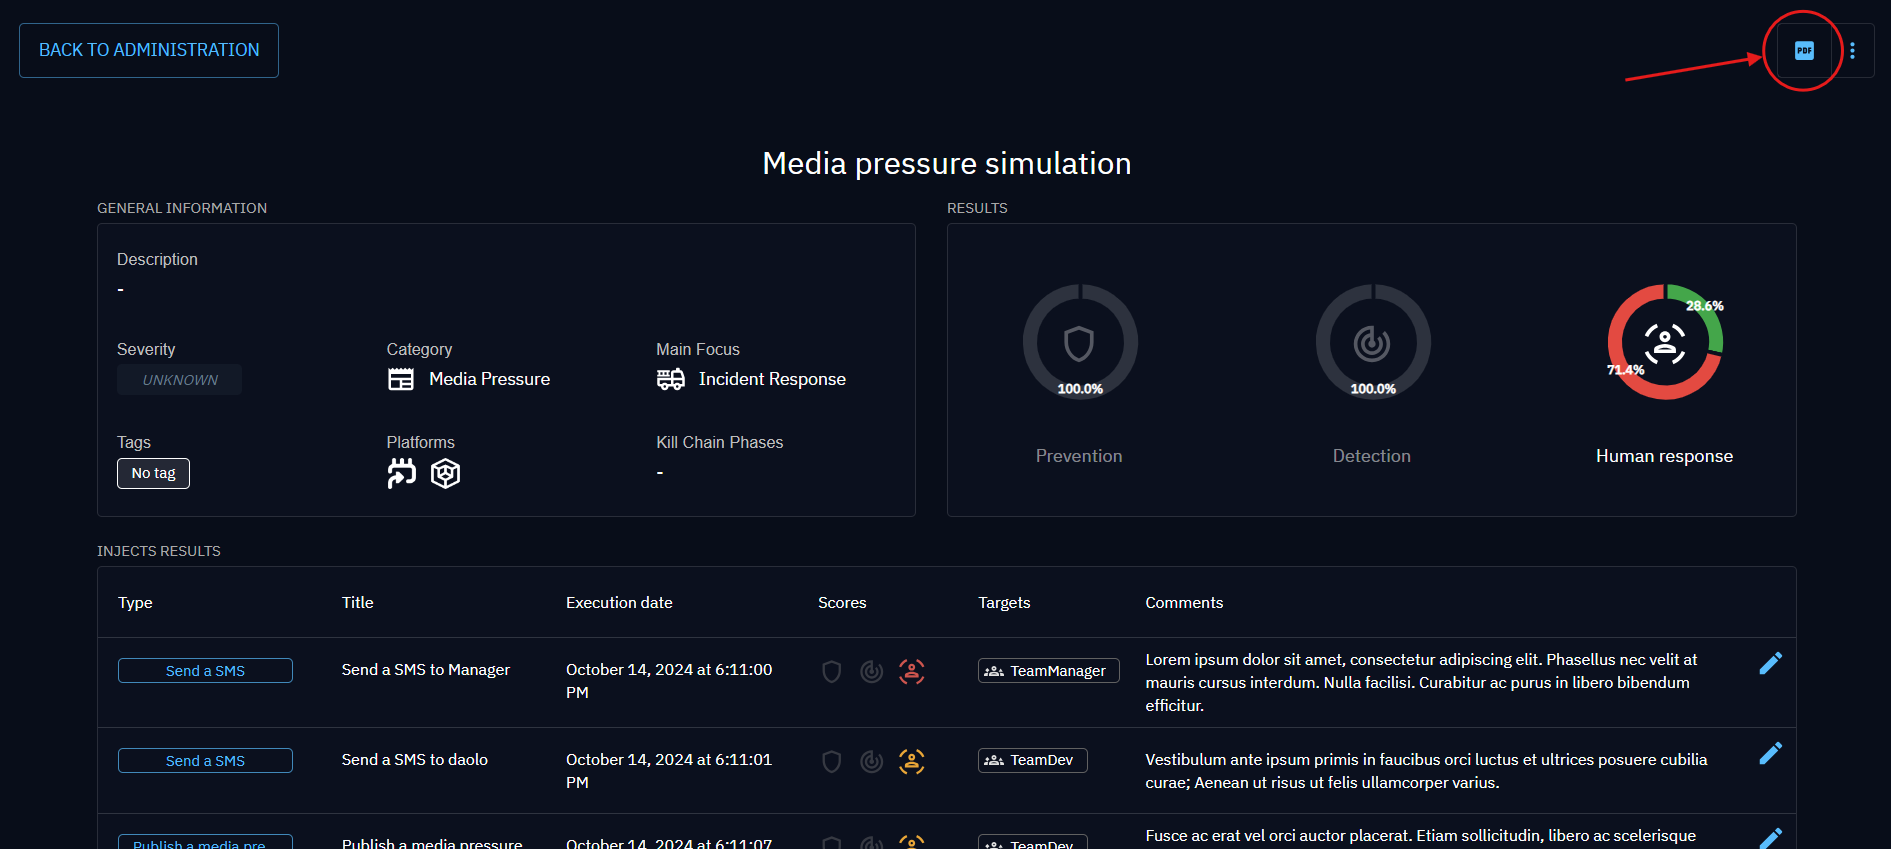 BACK TO ADMINISTRATION
PDF
Media pressure simulation
GENERAL INFORMATION
Description
-
Severity
Category
Main Focus
UNKNOWN
Media Pressure
Incident Response
Tags
Platforms
Kill Chain Phases
No tag
-
RESULTS
100.0%
100.0%
28.6%
71.4%
Prevention
Detection
Human response
INJECTS RESULTS
Type Title Execution date Scores Targets Comments
Send a SMS
Send a SMS to Manager
October 14, 2024 at 6:11:00
PM
TeamManager
Lorem ipsum dolor sit amet, consectetur adipiscing elit. Phasellus nec velit at
mauris cursus interdum. Nulla facilisi. Curabitur ac purus in libero bibendum
efficitur.
Send a SMS
Send a SMS to daolo
October 14, 2024 at 6:11:01
PM
TeamDev
Vestibulum ante ipsum primis in faucibus orci luctus et ultrices posuere cubilia
curae; Aenean ut risus ut felis ullamcorper varius.
Publish a media pre
Publish a media pressure
October 14, 2024 at 6:11:07
TeamDev
Fusce ac erat vel orci auctor placerat. Etiam sollicitudin, libero ac scelerisque